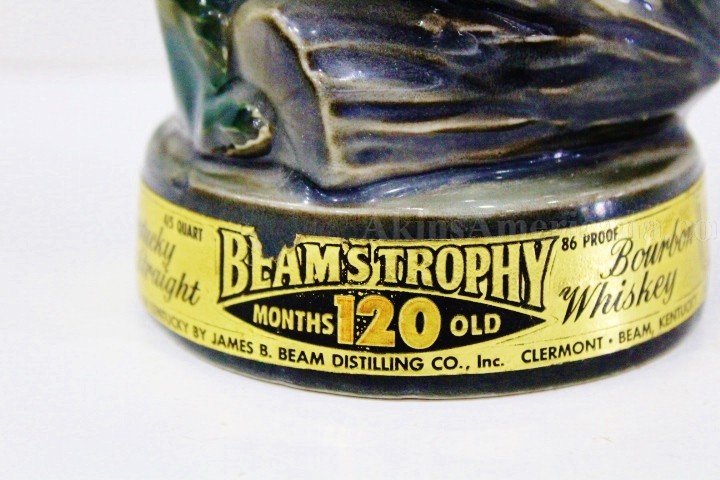 4/5 QUART
Straight
BEAM'S TROPHY
MONTHS 120 OLD
86 PROOF
Bourbon
Whiskey
BY JAMES B. BEAM DISTILLING CO., Inc. CLERMONT • BEAM, KENTUCKY